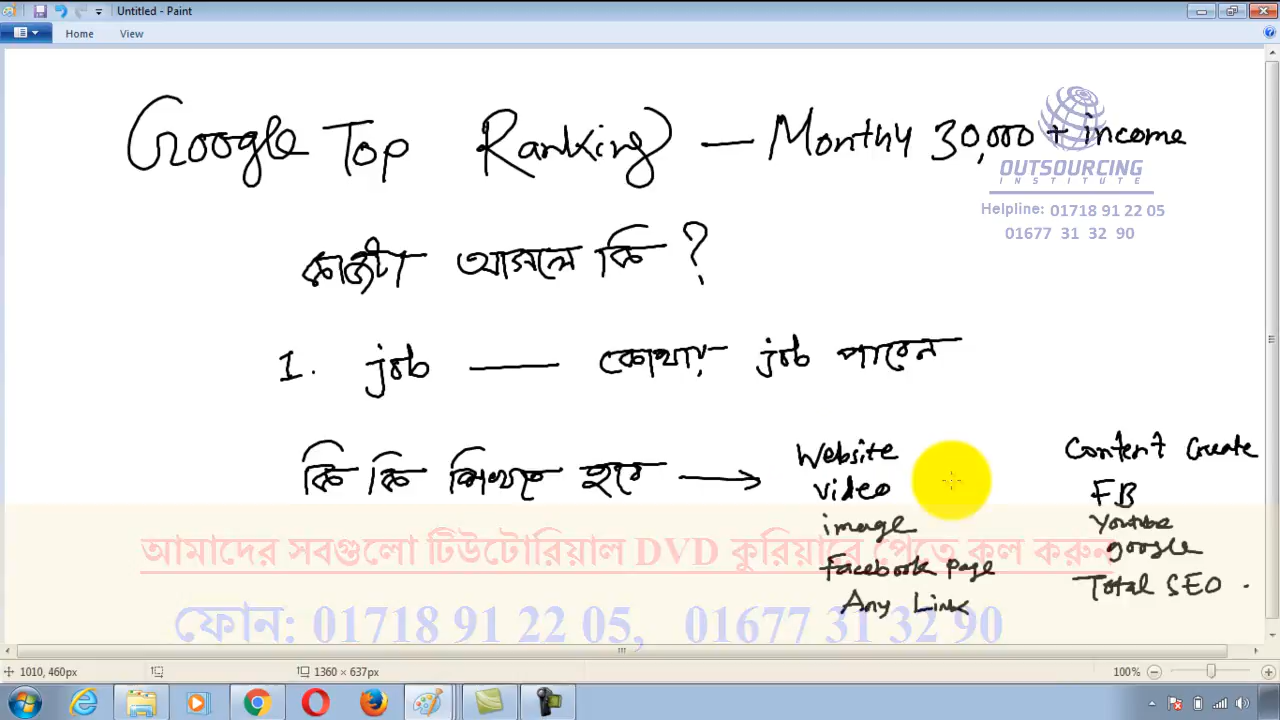 Untitled - Paint
Home View
Google Top Ranking — Monthy 30,000 + income
OUTSOURCING
INSTITUTE
Helpline: 01718 91 22 05
01677 31 32 90
কাজটা আসলে কি ?
1. job — কোথায় job পাবেন
কি কি শিখতে হবে → Website
video
image
Facebook Page
Any Link
Content Create
FB
Youtube
google
Total SEO .
আমাদের সবগুলো টিউটোরিয়াল DVD কুরিয়ারে পেতে কল করুন
ফোন: 01718 91 22 05, 01677 31 32 90
1010, 460px
1360 × 637px
100%